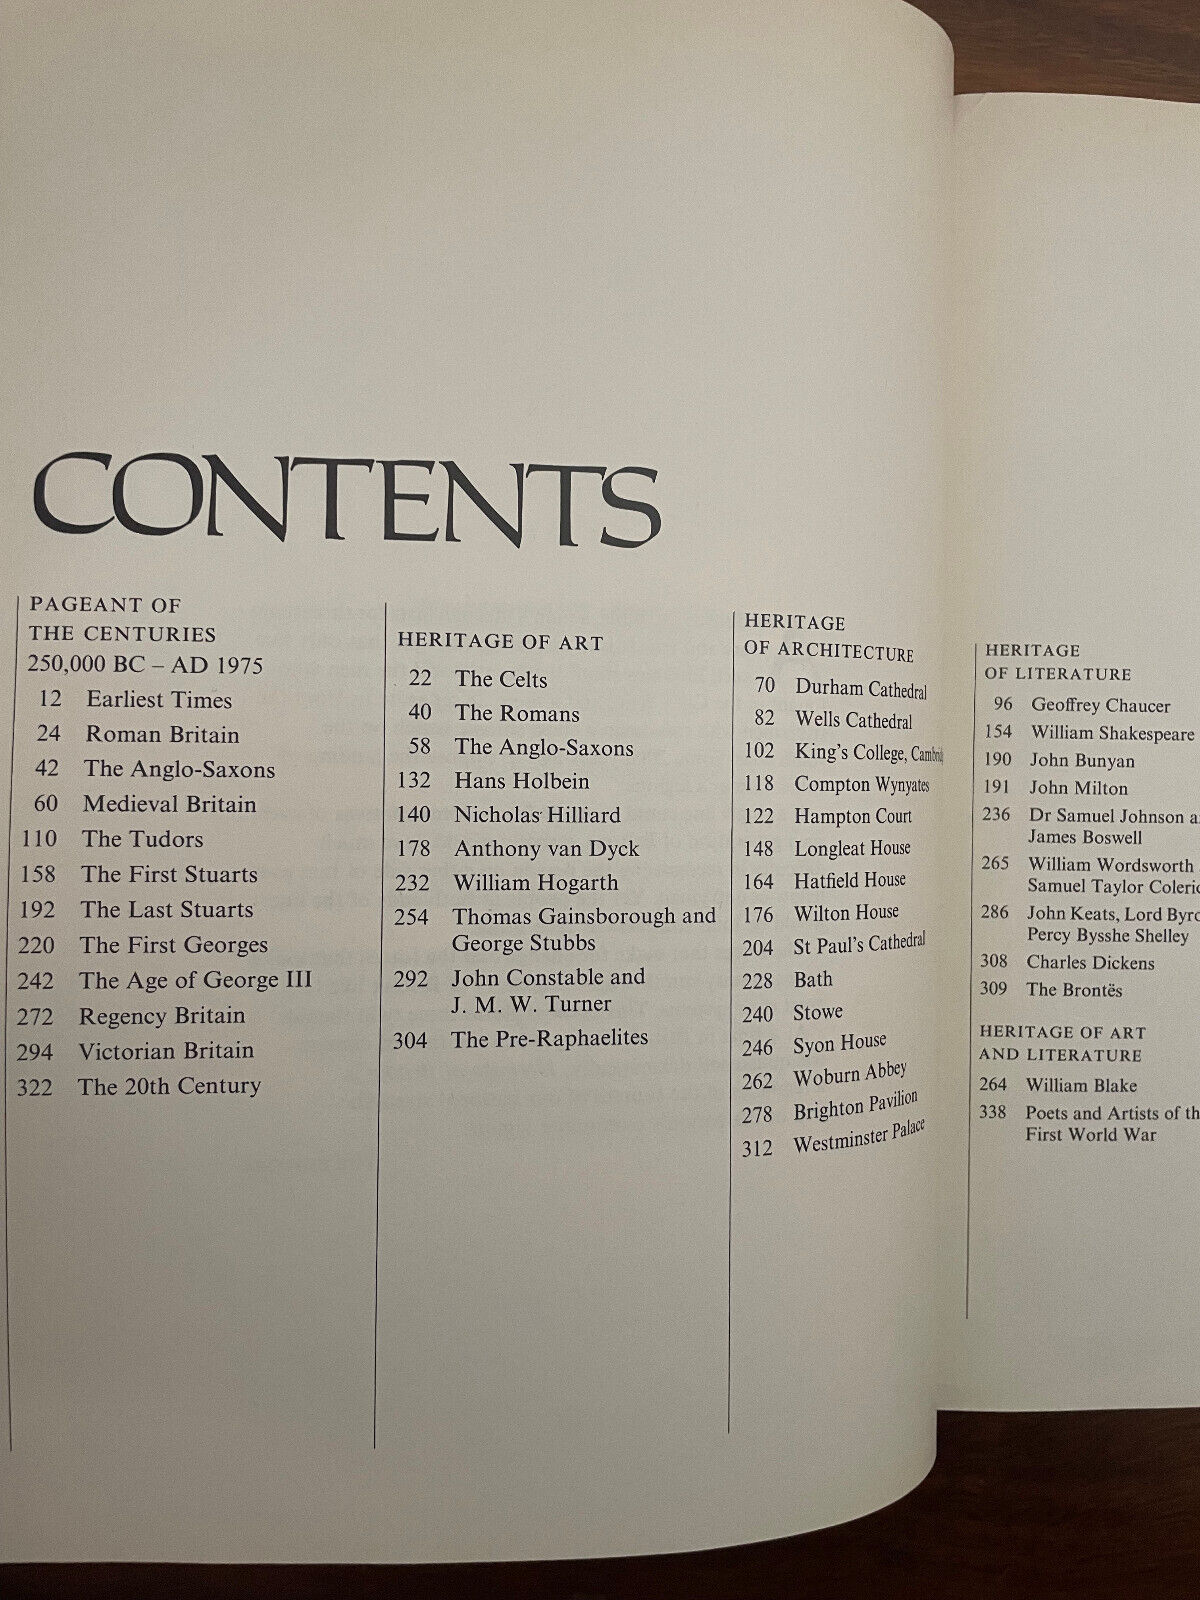 CONTENTS
PAGEANT OF
THE CENTURIES
250,000 BC – AD 1975
12 Earliest Times
24 Roman Britain
42 The Anglo-Saxons
60 Medieval Britain
110 The Tudors
158 The First Stuarts
192 The Last Stuarts
220 The First Georges
242 The Age of George III
272 Regency Britain
294 Victorian Britain
322 The 20th Century
HERITAGE OF ART
22 The Celts
40 The Romans
58 The Anglo-Saxons
132 Hans Holbein
140 Nicholas Hilliard
178 Anthony van Dyck
232 William Hogarth
254 Thomas Gainsborough and
George Stubbs
292 John Constable and
J. M. W. Turner
304 The Pre-Raphaelites
HERITAGE
OF ARCHITECTURE
70 Durham Cathedral
82 Wells Cathedral
102 King's College,
118 Compton Wynyates
122 Hampton Court
148 Longleat House
164 Hatfield House
176 Wilton House
204 St Paul's Cathedral
228 Bath
240 Stowe
246 Syon House
262 Woburn Abbey
278 Brighton Pavilion
312 Westminster Palace
HERITAGE
OF LITERATURE
96 Geoffrey Chaucer
154 William Shakespeare
190 John Bunyan
191 John Milton
236 Dr Samuel Johnson
James Boswell
265 William Wordsworth
Samuel Taylor
286 John Keats, Lord
Percy Bysshe Shelley
308 Charles Dickens
309 The Brontës
HERITAGE OF ART
AND LITERATURE
264 William Blake
338 Poets and Artists of
First World War